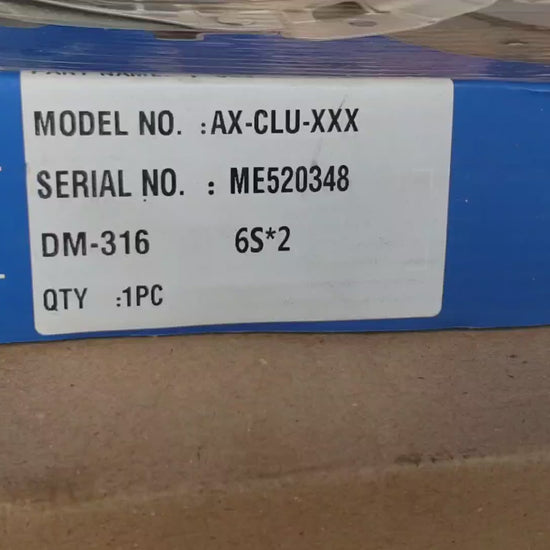 MODEL NO. :AX-CLU-XXX
SERIAL NO. : ME520348
DM-316 6S*2
QTY :1PC